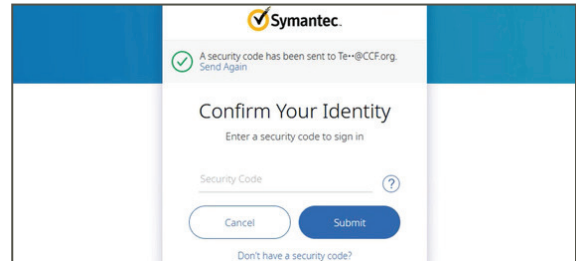 Symantec.
A security code has been sent to Te••@CCF.org.
Send Again
Confirm Your Identity
Enter a security code to sign in
Security Code
?
Cancel
Submit
Don't have a security code?